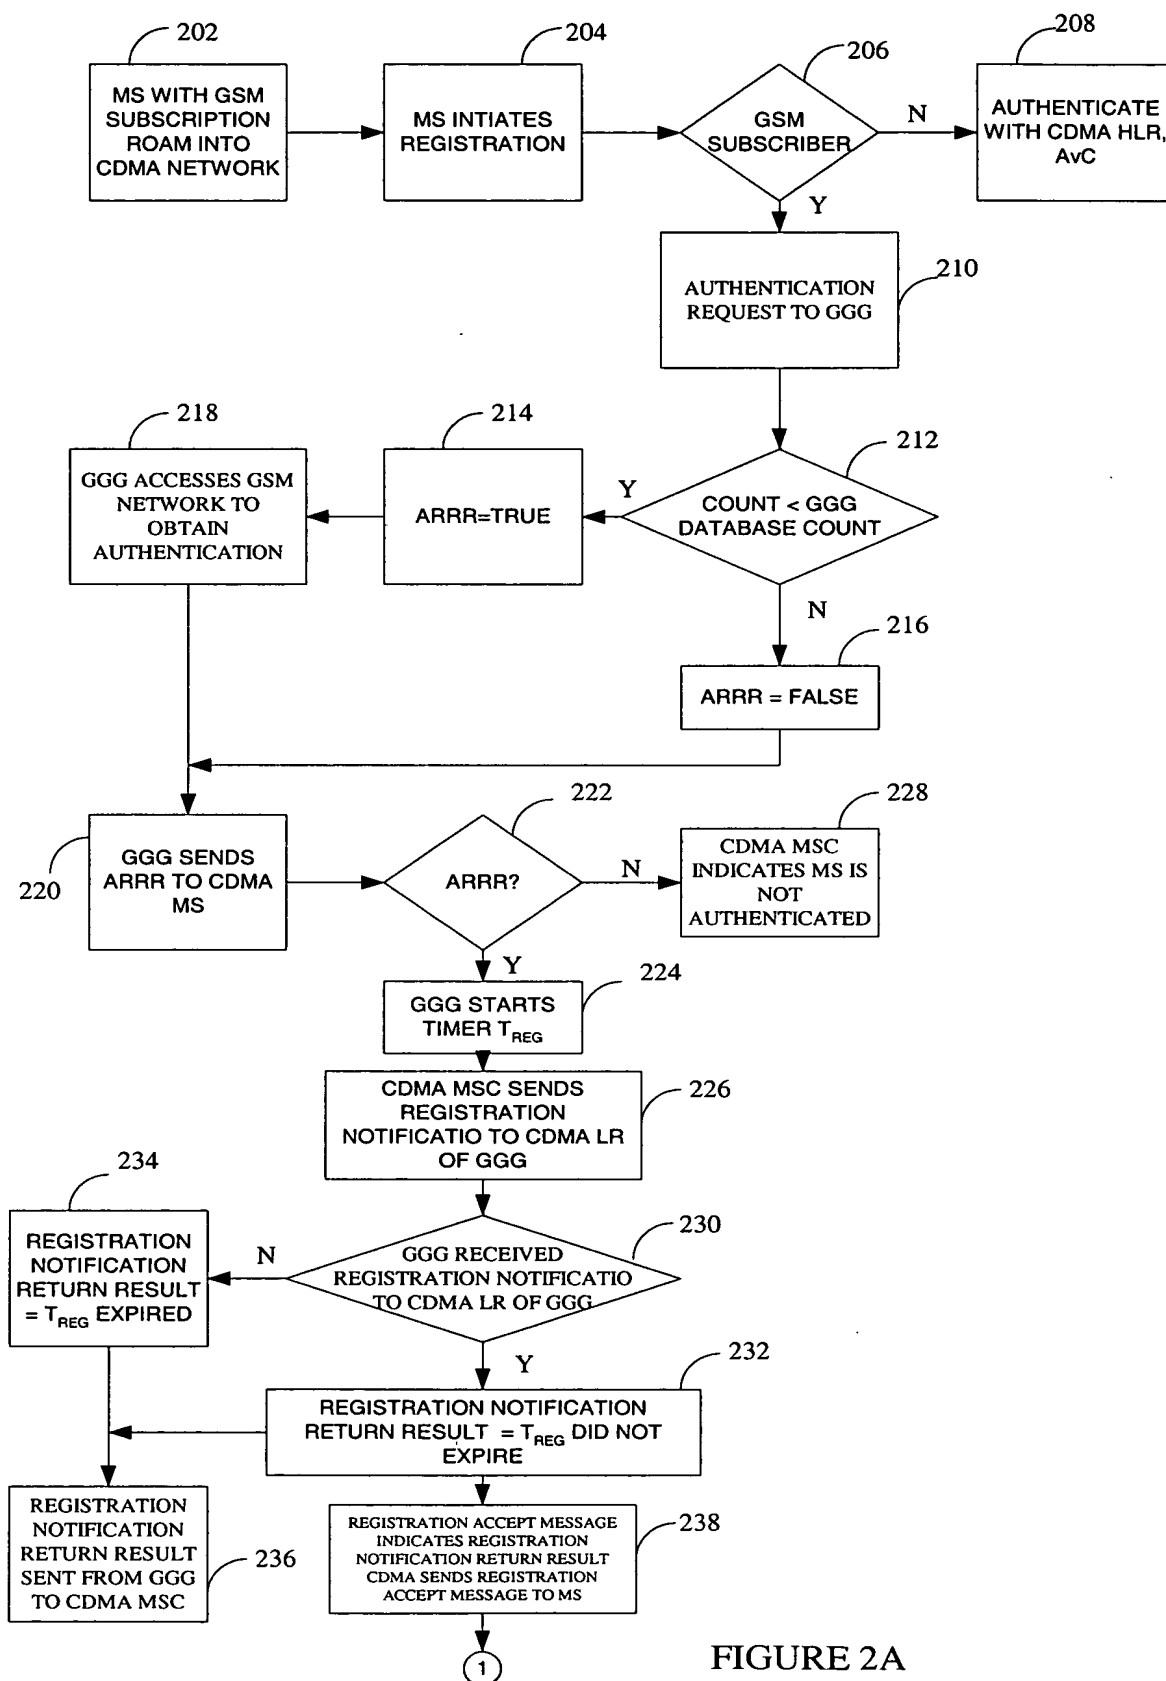 202
MS WITH GSM
SUBSCRIPTION
ROAM INTO
CDMA NETWORK
204
MS INTIATES
REGISTRATION
206
GSM
SUBSCRIBER
N
Y
208
AUTHENTICATE
WITH CDMA HLR,
AvC
210
AUTHENTICATION
REQUEST TO GGG
212
COUNT < GGG
DATABASE COUNT
Y
N
214
ARRR=TRUE
218
GGG ACCESSES GSM
NETWORK TO
OBTAIN
AUTHENTICATION
216
ARRR = FALSE
220
GGG SENDS
ARRR TO CDMA
MS
222
ARRR?
N
Y
228
CDMA MSC
INDICATES MS IS
NOT
AUTHENTICATED
224
GGG STARTS
TIMER TREG
226
CDMA MSC SENDS
REGISTRATION
NOTIFICATIO TO CDMA LR
OF GGG
230
GGG RECEIVED
REGISTRATION NOTIFICATIO
TO CDMA LR OF GGG
N
Y
234
REGISTRATION
NOTIFICATION
RETURN RESULT
= TREG EXPIRED
232
REGISTRATION NOTIFICATION
RETURN RESULT = TREG DID NOT
EXPIRE
236
REGISTRATION
NOTIFICATION
RETURN RESULT
SENT FROM GGG
TO CDMA MSC
238
REGISTRATION ACCEPT MESSAGE
INDICATES REGISTRATION
NOTIFICATION RETURN RESULT
CDMA SENDS REGISTRATION
ACCEPT MESSAGE TO MS
1
FIGURE 2A